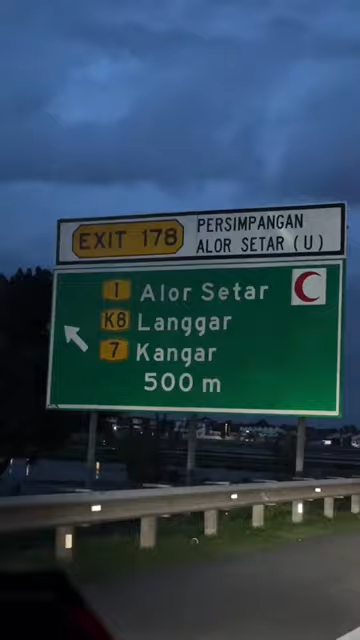 EXIT 178
PERSIMPANGAN
ALOR SETAR (U)
1 Alor Setar
K8 Langgar
7 Kangar
500 m